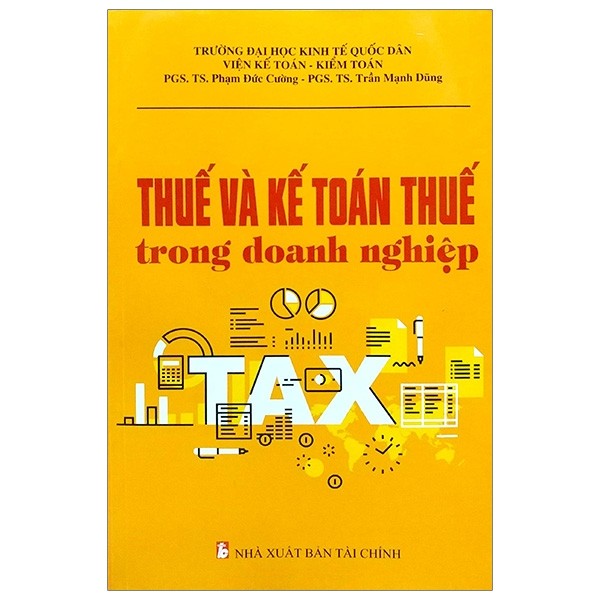 TRƯỜNG ĐẠI HỌC KINH TẾ QUỐC DÂN
VIỆN KẾ TOÁN - KIỂM TOÁN
PGS. TS. Phạm Đức Cường - PGS. TS. Trần Mạnh Dũng
THUẾ VÀ KẾ TOÁN THUẾ
trong doanh nghiệp
TAX
NHÀ XUẤT BẢN TÀI CHÍNH